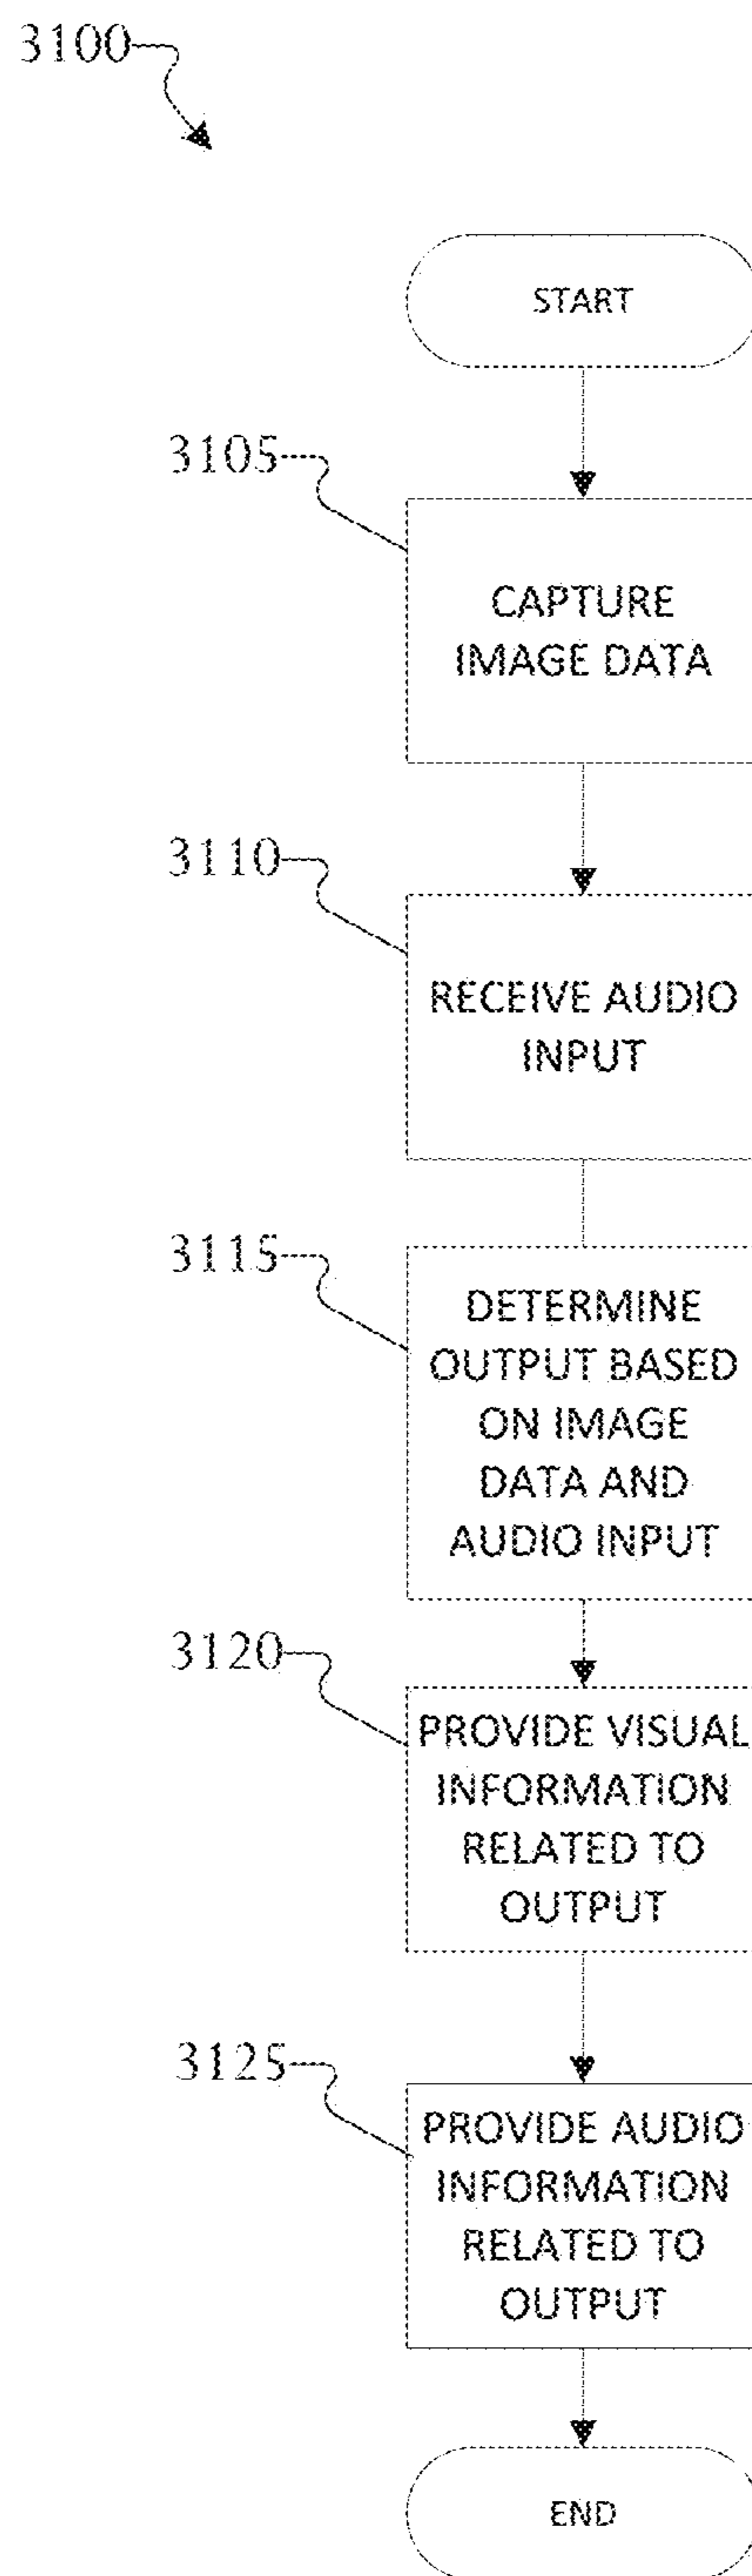 3100
START
3105
CAPTURE
IMAGE DATA
3110
RECEIVE AUDIO
INPUT
3115
DETERMINE
OUTPUT BASED
ON IMAGE
DATA AND
AUDIO INPUT
3120
PROVIDE VISUAL
INFORMATION
RELATED TO
OUTPUT
3125
PROVIDE AUDIO
INFORMATION
RELATED TO
OUTPUT
END